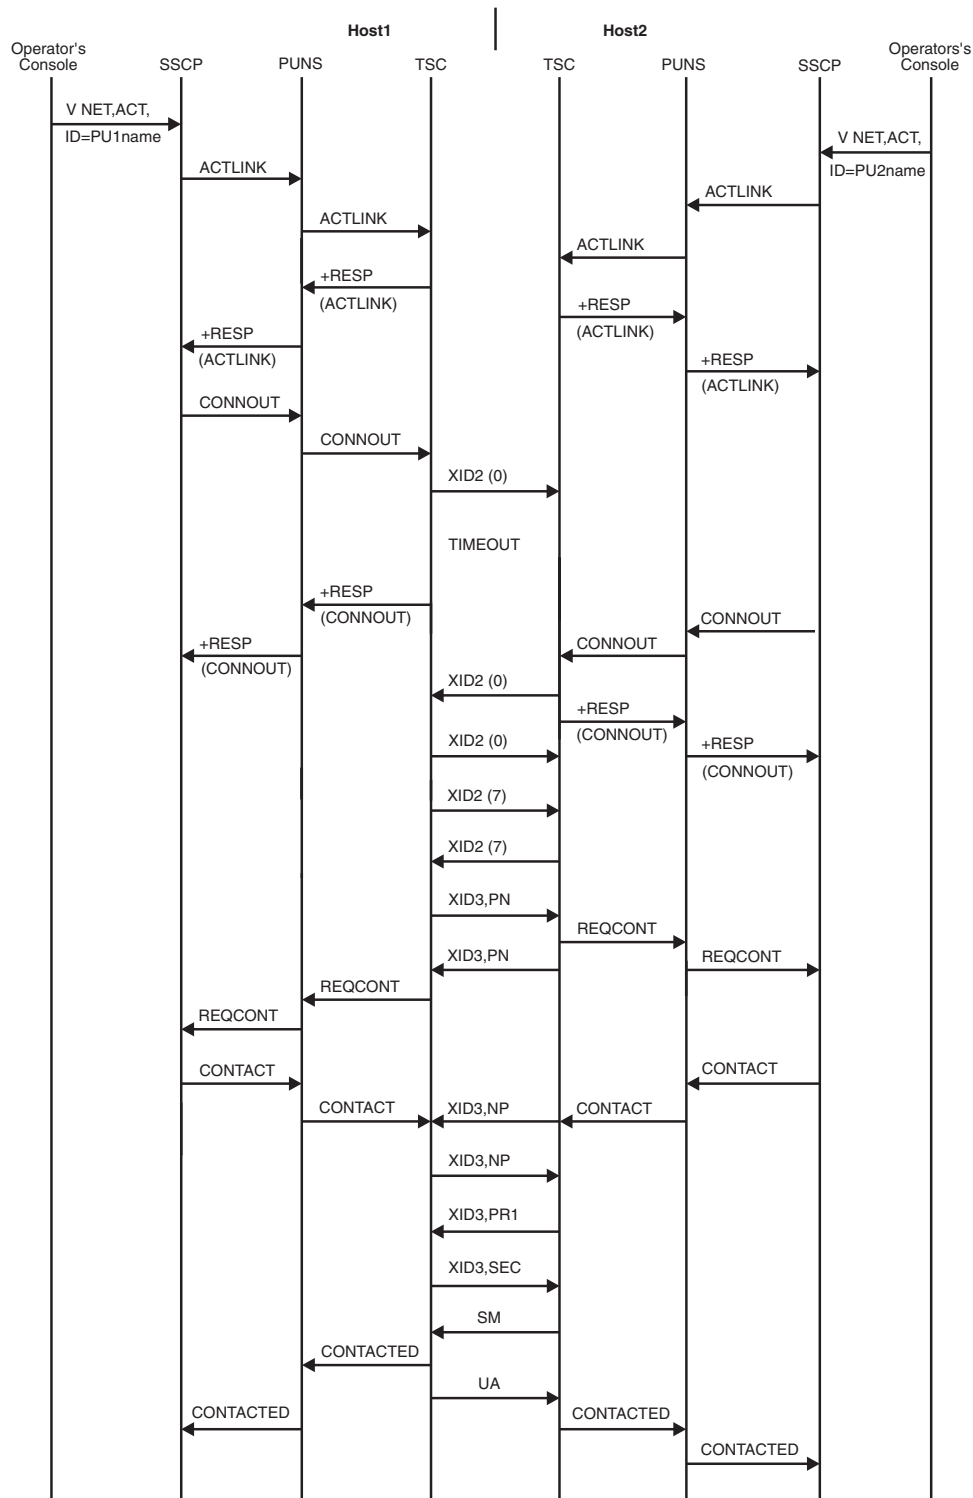 Host1
Host2
Operator's
Console
SSCP
PUNS
TSC
TSC
PUNS
SSCP
Operators's
Console
V NET,ACT,
ID=PU1name
V NET,ACT,
ID=PU2name
ACTLINK
ACTLINK
ACTLINK
ACTLINK
+RESP
(ACTLINK)
+RESP
(ACTLINK)
+RESP
(ACTLINK)
+RESP
(ACTLINK)
CONNOUT
CONNOUT
XID2 (0)
TIMEOUT
+RESP
(CONNOUT)
CONNOUT
+RESP
(CONNOUT)
CONNOUT
XID2 (0)
+RESP
(CONNOUT)
XID2 (0)
+RESP
(CONNOUT)
XID2 (7)
XID2 (7)
XID3,PN
REQCONT
XID3,PN
REQCONT
REQCONT
REQCONT
CONTACT
CONTACT
CONTACT
XID3,NP
CONTACT
XID3,NP
XID3,PR1
XID3,SEC
SM
CONTACTED
UA
CONTACTED
CONTACTED
CONTACTED